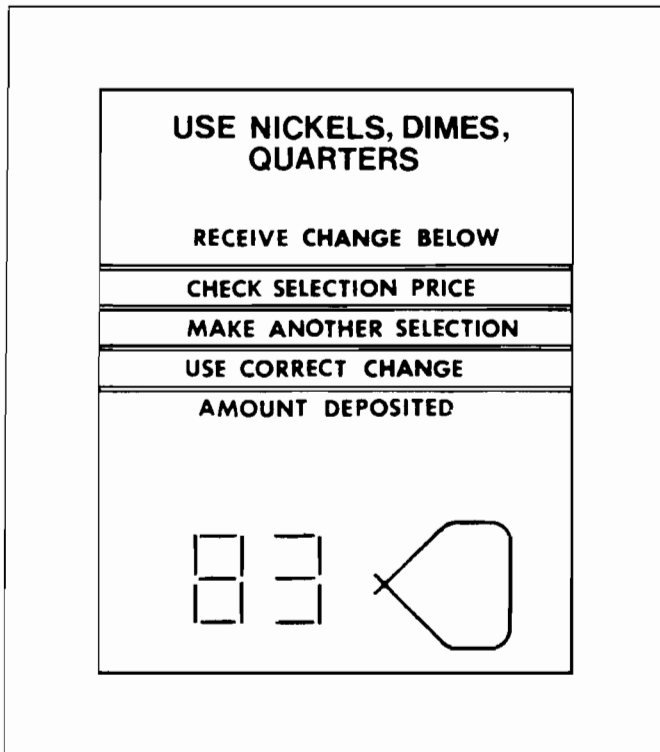 USE NICKELS, DIMES,
QUARTERS
RECEIVE CHANGE BELOW
CHECK SELECTION PRICE
MAKE ANOTHER SELECTION
USE CORRECT CHANGE
AMOUNT DEPOSITED
83